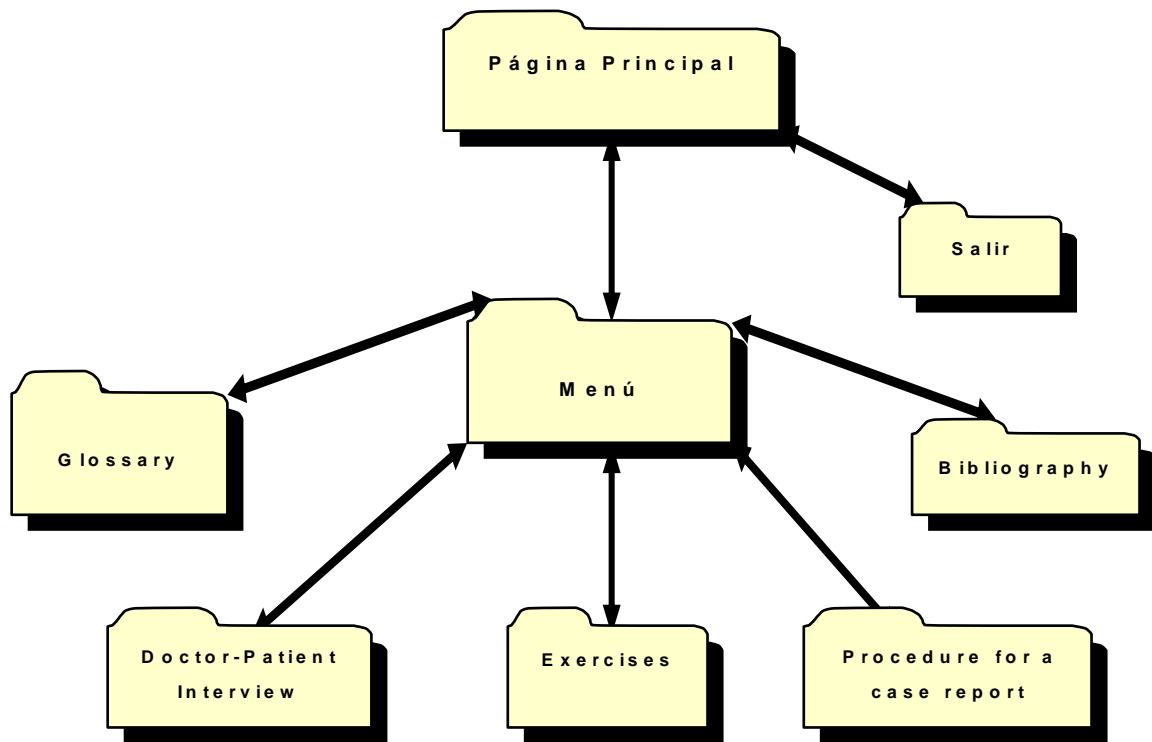 Página Principal
Salir
Menú
Glossary
Bibliography
Doctor-Patient
Interview
Exercises
Procedure for a
case report